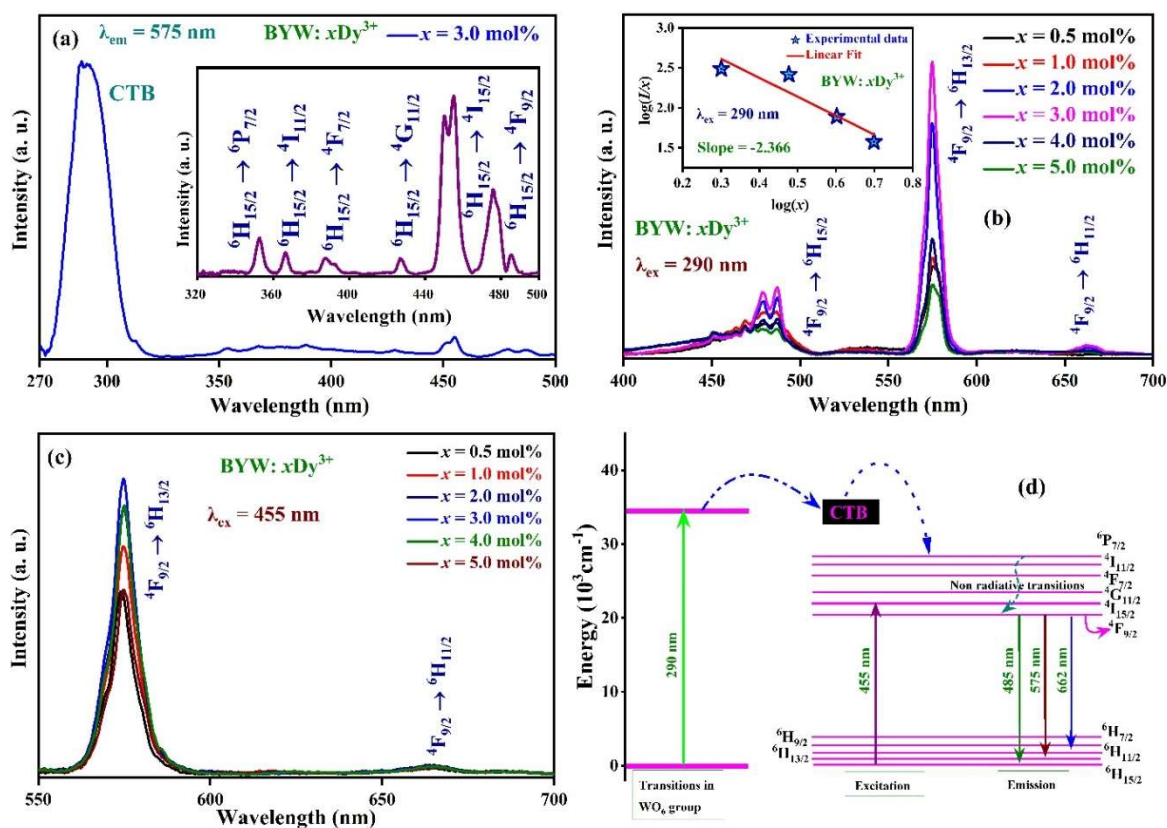 (a)
λem = 575 nm
BYW: xDy3+
x = 3.0 mol%
CTB
6H15/2 → 6P7/2
6H15/2 → 4I11/2
6H15/2 → 4F7/2
6H15/2 → 4G11/2
6H15/2 → 4I15/2
6H15/2 → 4F9/2
Intensity (a. u.)
320 360 400 440 480 500
Wavelength (nm)
Intensity (a. u.)
270 300 350 400 450 500
Wavelength (nm)
(b)
Experimental data
Linear Fit
BYW: xDy3+
λex = 290 nm
Slope = -2.366
log(I/x)
3.0
2.5
2.0
1.5
0.2 0.3 0.4 0.5 0.6 0.7 0.8
log(x)
x = 0.5 mol%
x = 1.0 mol%
x = 2.0 mol%
x = 3.0 mol%
x = 4.0 mol%
x = 5.0 mol%
4F9/2 → 6H13/2
BYW: xDy3+
λex = 290 nm
4F9/2 → 6H15/2
4F9/2 → 6H11/2
Intensity (a. u.)
400 450 500 550 600 650 700
Wavelength (nm)
(c)
BYW: xDy3+
λex = 455 nm
x = 0.5 mol%
x = 1.0 mol%
x = 2.0 mol%
x = 3.0 mol%
x = 4.0 mol%
x = 5.0 mol%
4F9/2 → 6H13/2
4F9/2 → 6H11/2
Intensity (a. u.)
550 600 650 700
Wavelength (nm)
(d)
CTB
Energy (10³cm-1)
40
30
20
10
0
6P7/2
4I11/2
4F7/2
4G11/2
4I15/2
4F9/2
Non radiative transitions
290 nm
455 nm
485 nm
575 nm
662 nm
6H9/2
6H13/2
6H7/2
6H11/2
6H15/2
Transitions in
WO6 group
Excitation
Emission